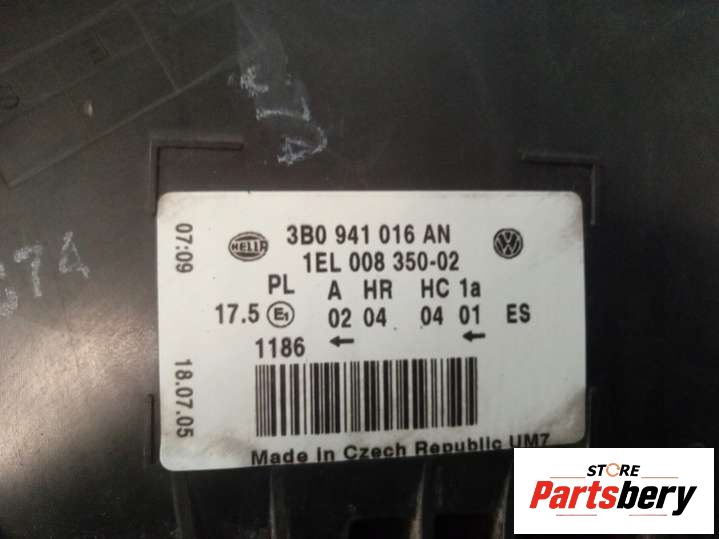 674
07:09
18.07.05
HELLA
3B0 941 016 AN
1EL 008 350-02
PL A HR HC 1a
17.5 E1 02 04 04 01 ES
1186
Made in Czech Republic UM7
STORE
Partsbery